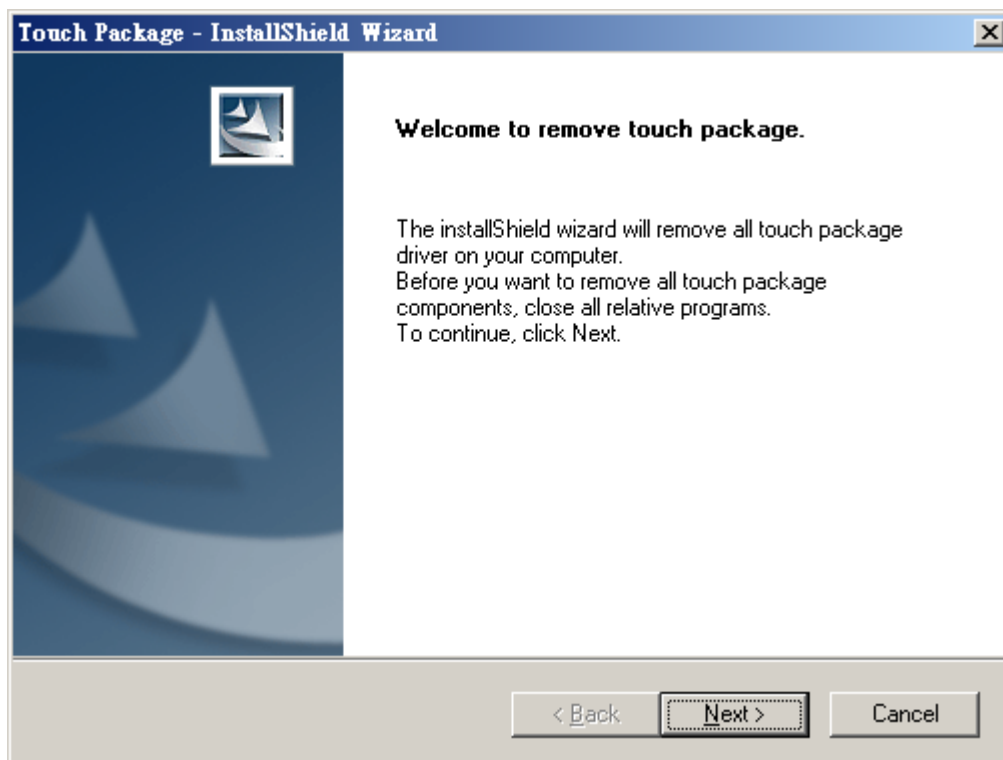 Touch Package - InstallShield Wizard
Welcome to remove touch package.
The installShield wizard will remove all touch package
driver on your computer.
Before you want to remove all touch package
components, close all relative programs.
To continue, click Next.
< Back
Next >
Cancel